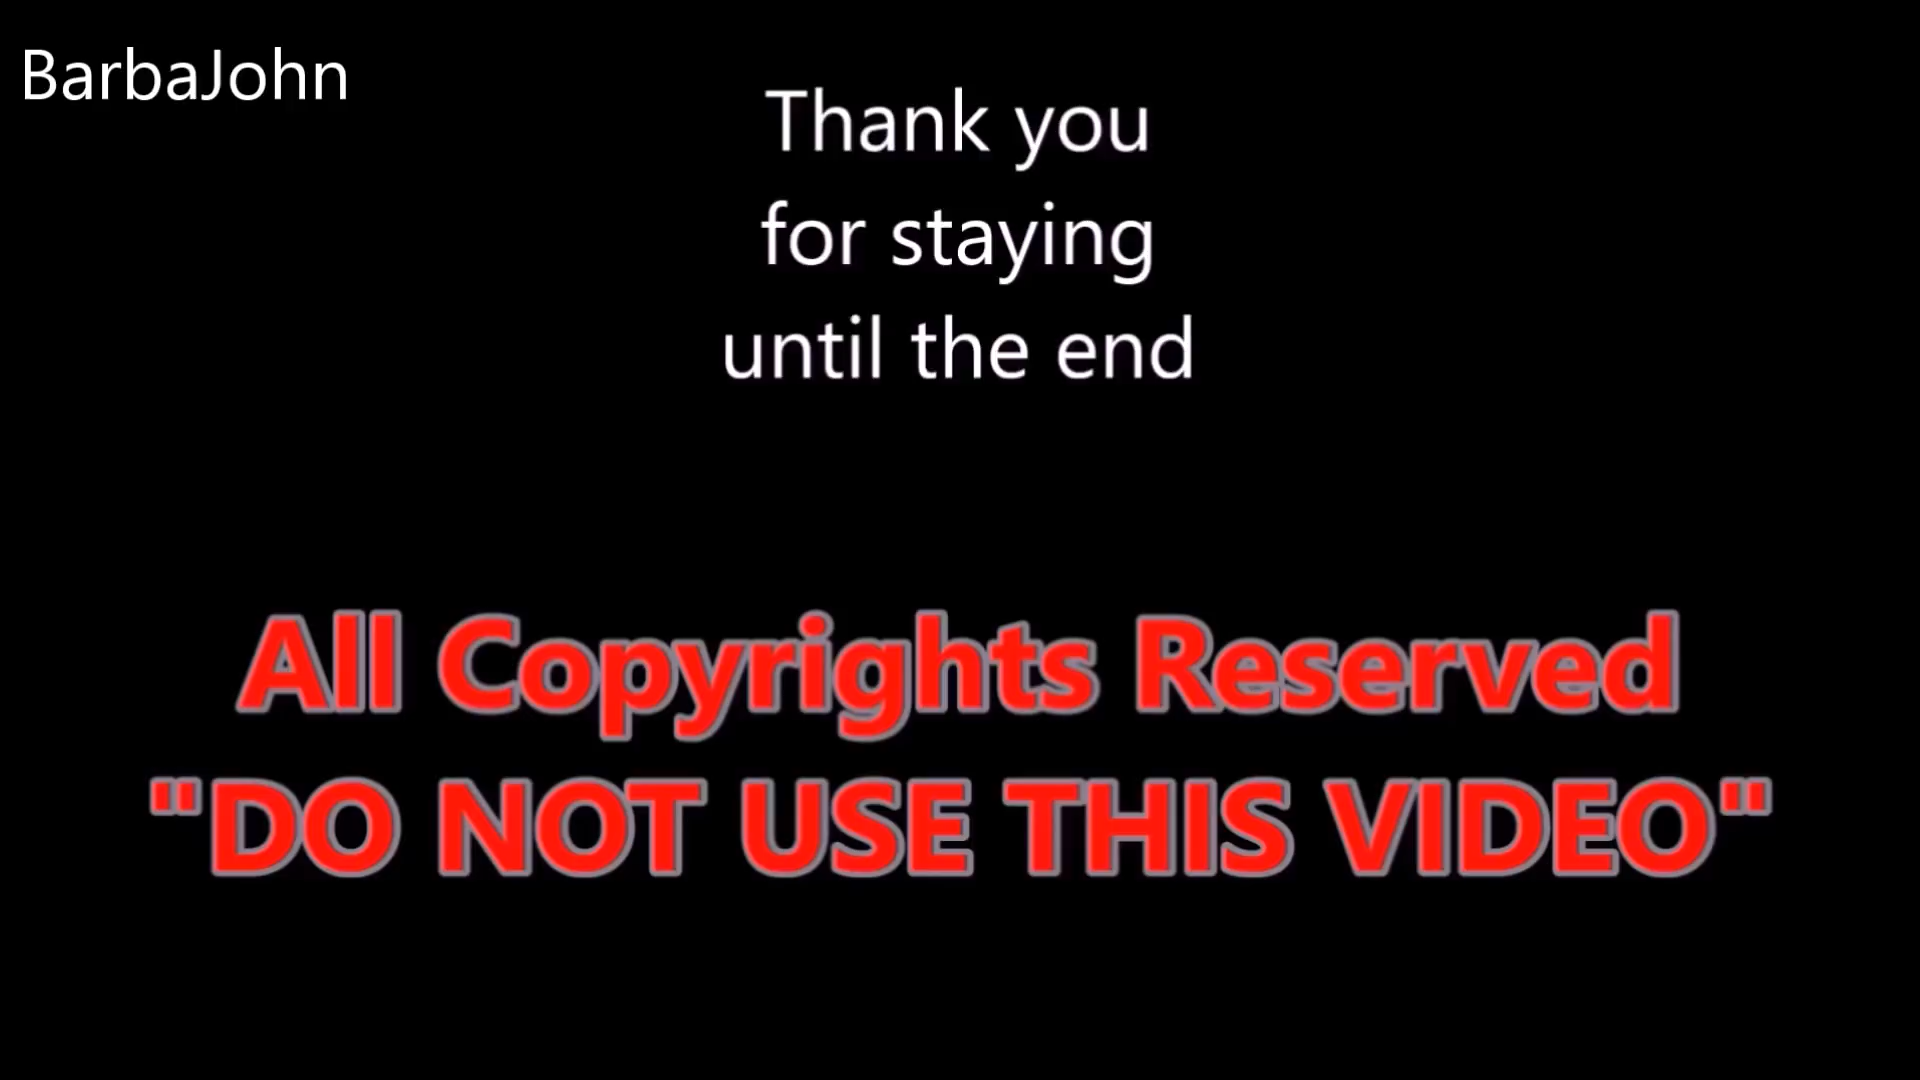 BarbaJohn
Thank you
for staying
until the end
All Copyrights Reserved
"DO NOT USE THIS VIDEO"